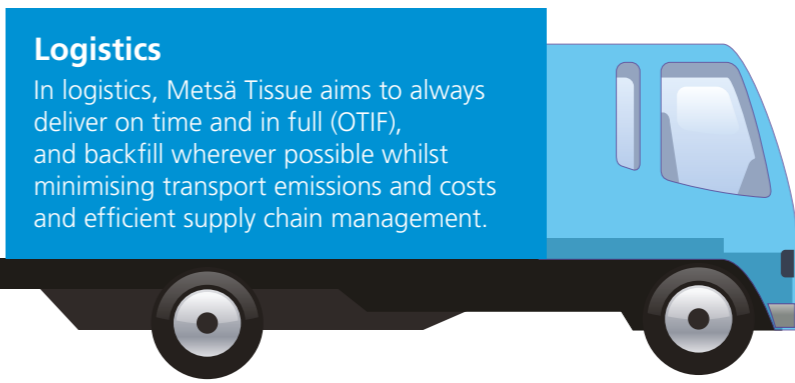 Logistics
In logistics, Metsä Tissue aims to always
deliver on time and in full (OTIF),
and backfill wherever possible whilst
minimising transport emissions and costs
and efficient supply chain management.